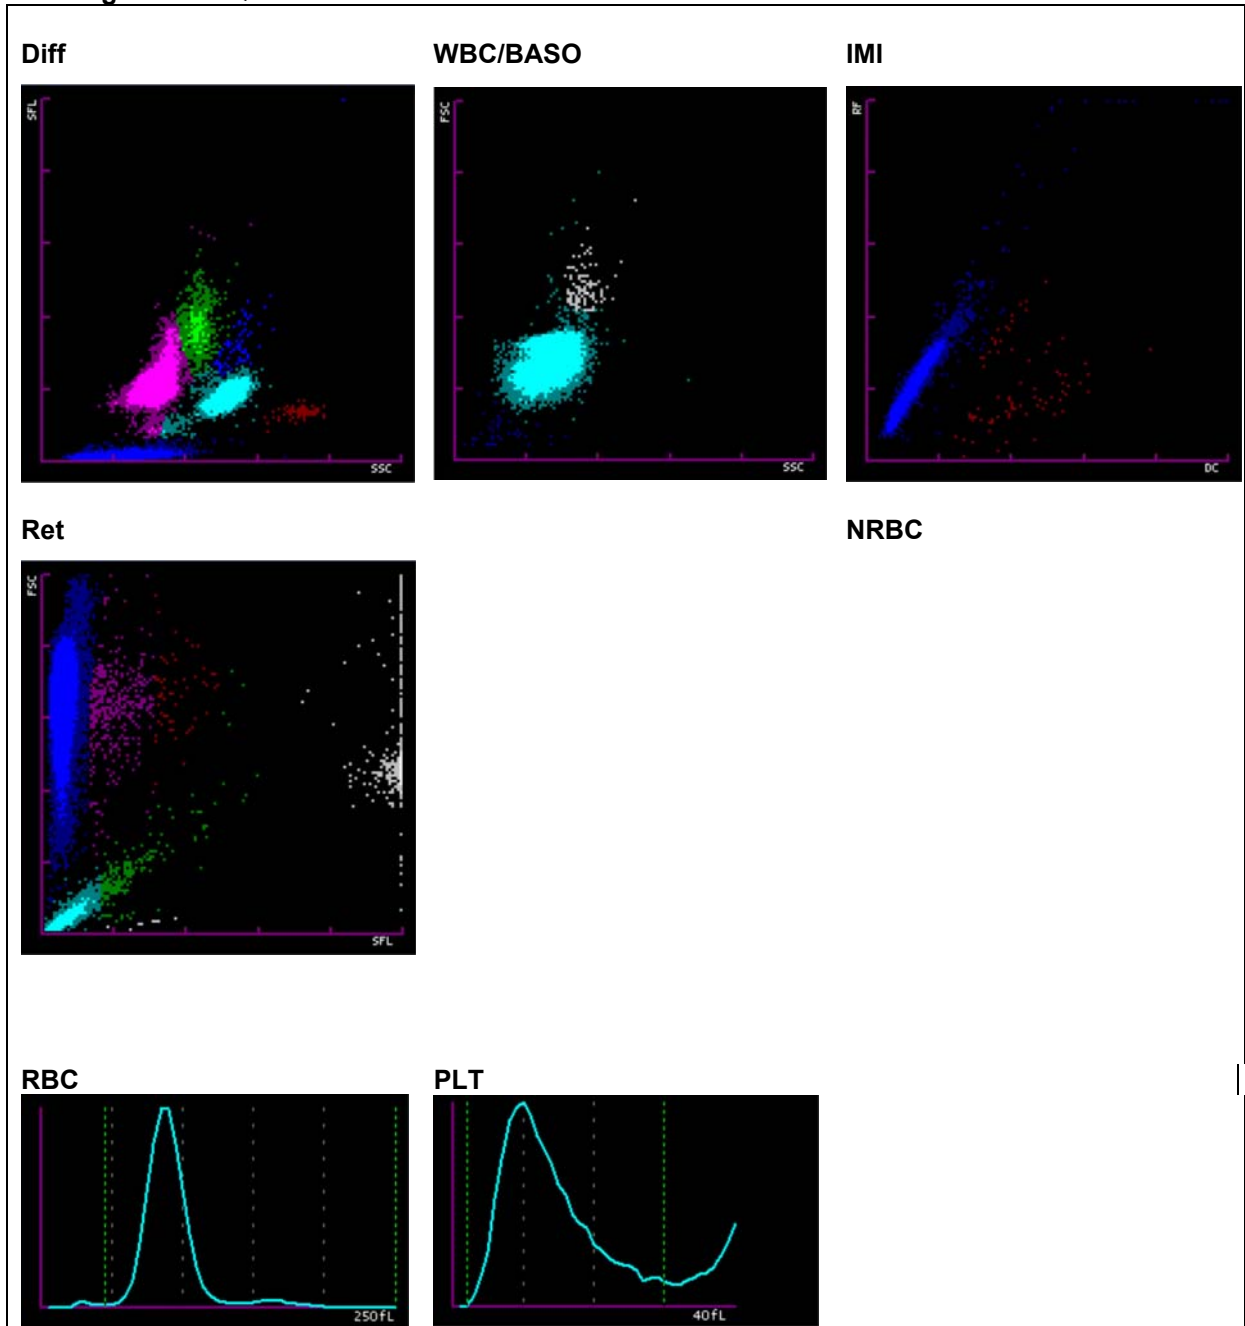 Diff WBC/BASO IMI
SFL FSC RF
SSC SSC DC
Ret NRBC
FSC
SFL
RBC PLT
250fL 40fL